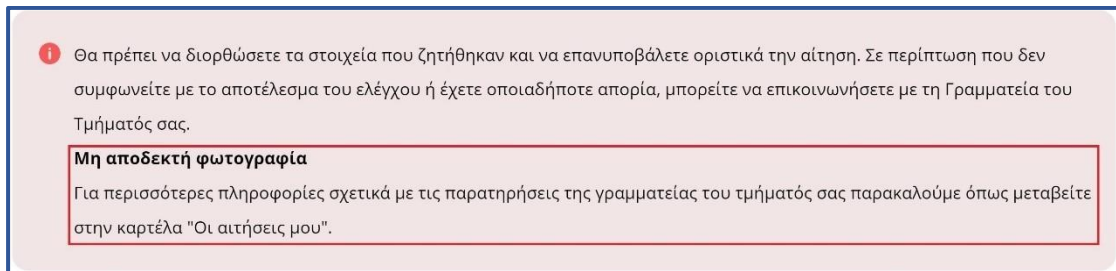 Θα πρέπει να διορθώσετε τα στοιχεία που ζητήθηκαν και να επανυποβάλετε οριστικά την αίτηση. Σε περίπτωση που δεν
συμφωνείτε με το αποτέλεσμα του ελέγχου ή έχετε οποιαδήποτε απορία, μπορείτε να επικοινωνήσετε με τη Γραμματεία του
Τμήματός σας.
Μη αποδεκτή φωτογραφία
Για περισσότερες πληροφορίες σχετικά με τις παρατηρήσεις της γραμματείας του τμήματός σας παρακαλούμε όπως μεταβείτε
στην καρτέλα "Οι αιτήσεις μου".